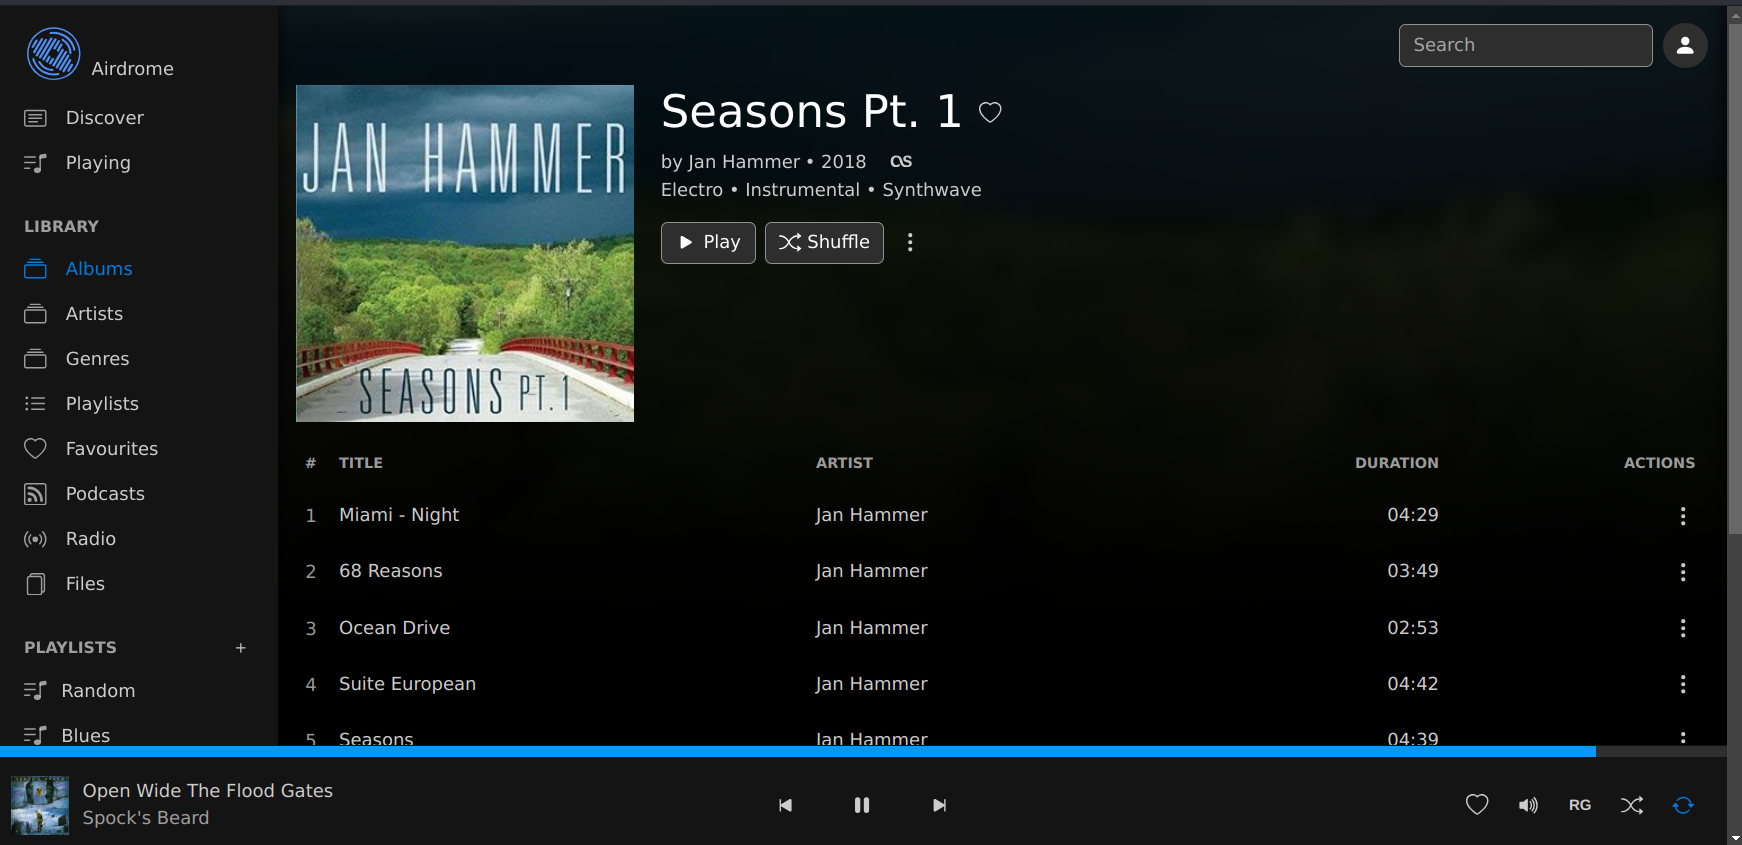 Airdrome
Discover
Playing
LIBRARY
Albums
Artists
Genres
Playlists
Favourites
Podcasts
Radio
Files
PLAYLISTS +
Random
Blues
Search
JAN HAMMER
SEASONS PT. 1
Seasons Pt. 1
by Jan Hammer • 2018
Electro • Instrumental • Synthwave
Play Shuffle
# TITLE ARTIST DURATION ACTIONS
1 Miami - Night Jan Hammer 04:29
2 68 Reasons Jan Hammer 03:49
3 Ocean Drive Jan Hammer 02:53
4 Suite European Jan Hammer 04:42
5 Seasons Jan Hammer 04:39
Open Wide The Flood Gates
Spock's Beard
RG